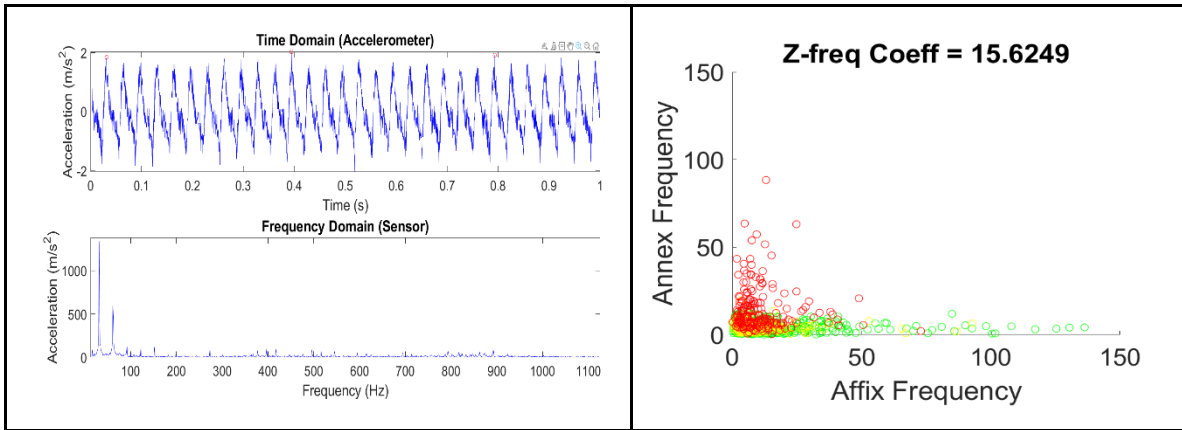 Time Domain (Accelerometer)
Acceleration (m/s²)
2
0
-2
0 0.1 0.2 0.3 0.4 0.5 0.6 0.7 0.8 0.9 1
Time (s)
Frequency Domain (Sensor)
Acceleration (m/s²)
1000
500
0
100 200 300 400 500 600 700 800 900 1000 1100
Frequency (Hz)
Z-freq Coeff = 15.6249
Annex Frequency
150
100
50
0
0 50 100 150
Affix Frequency